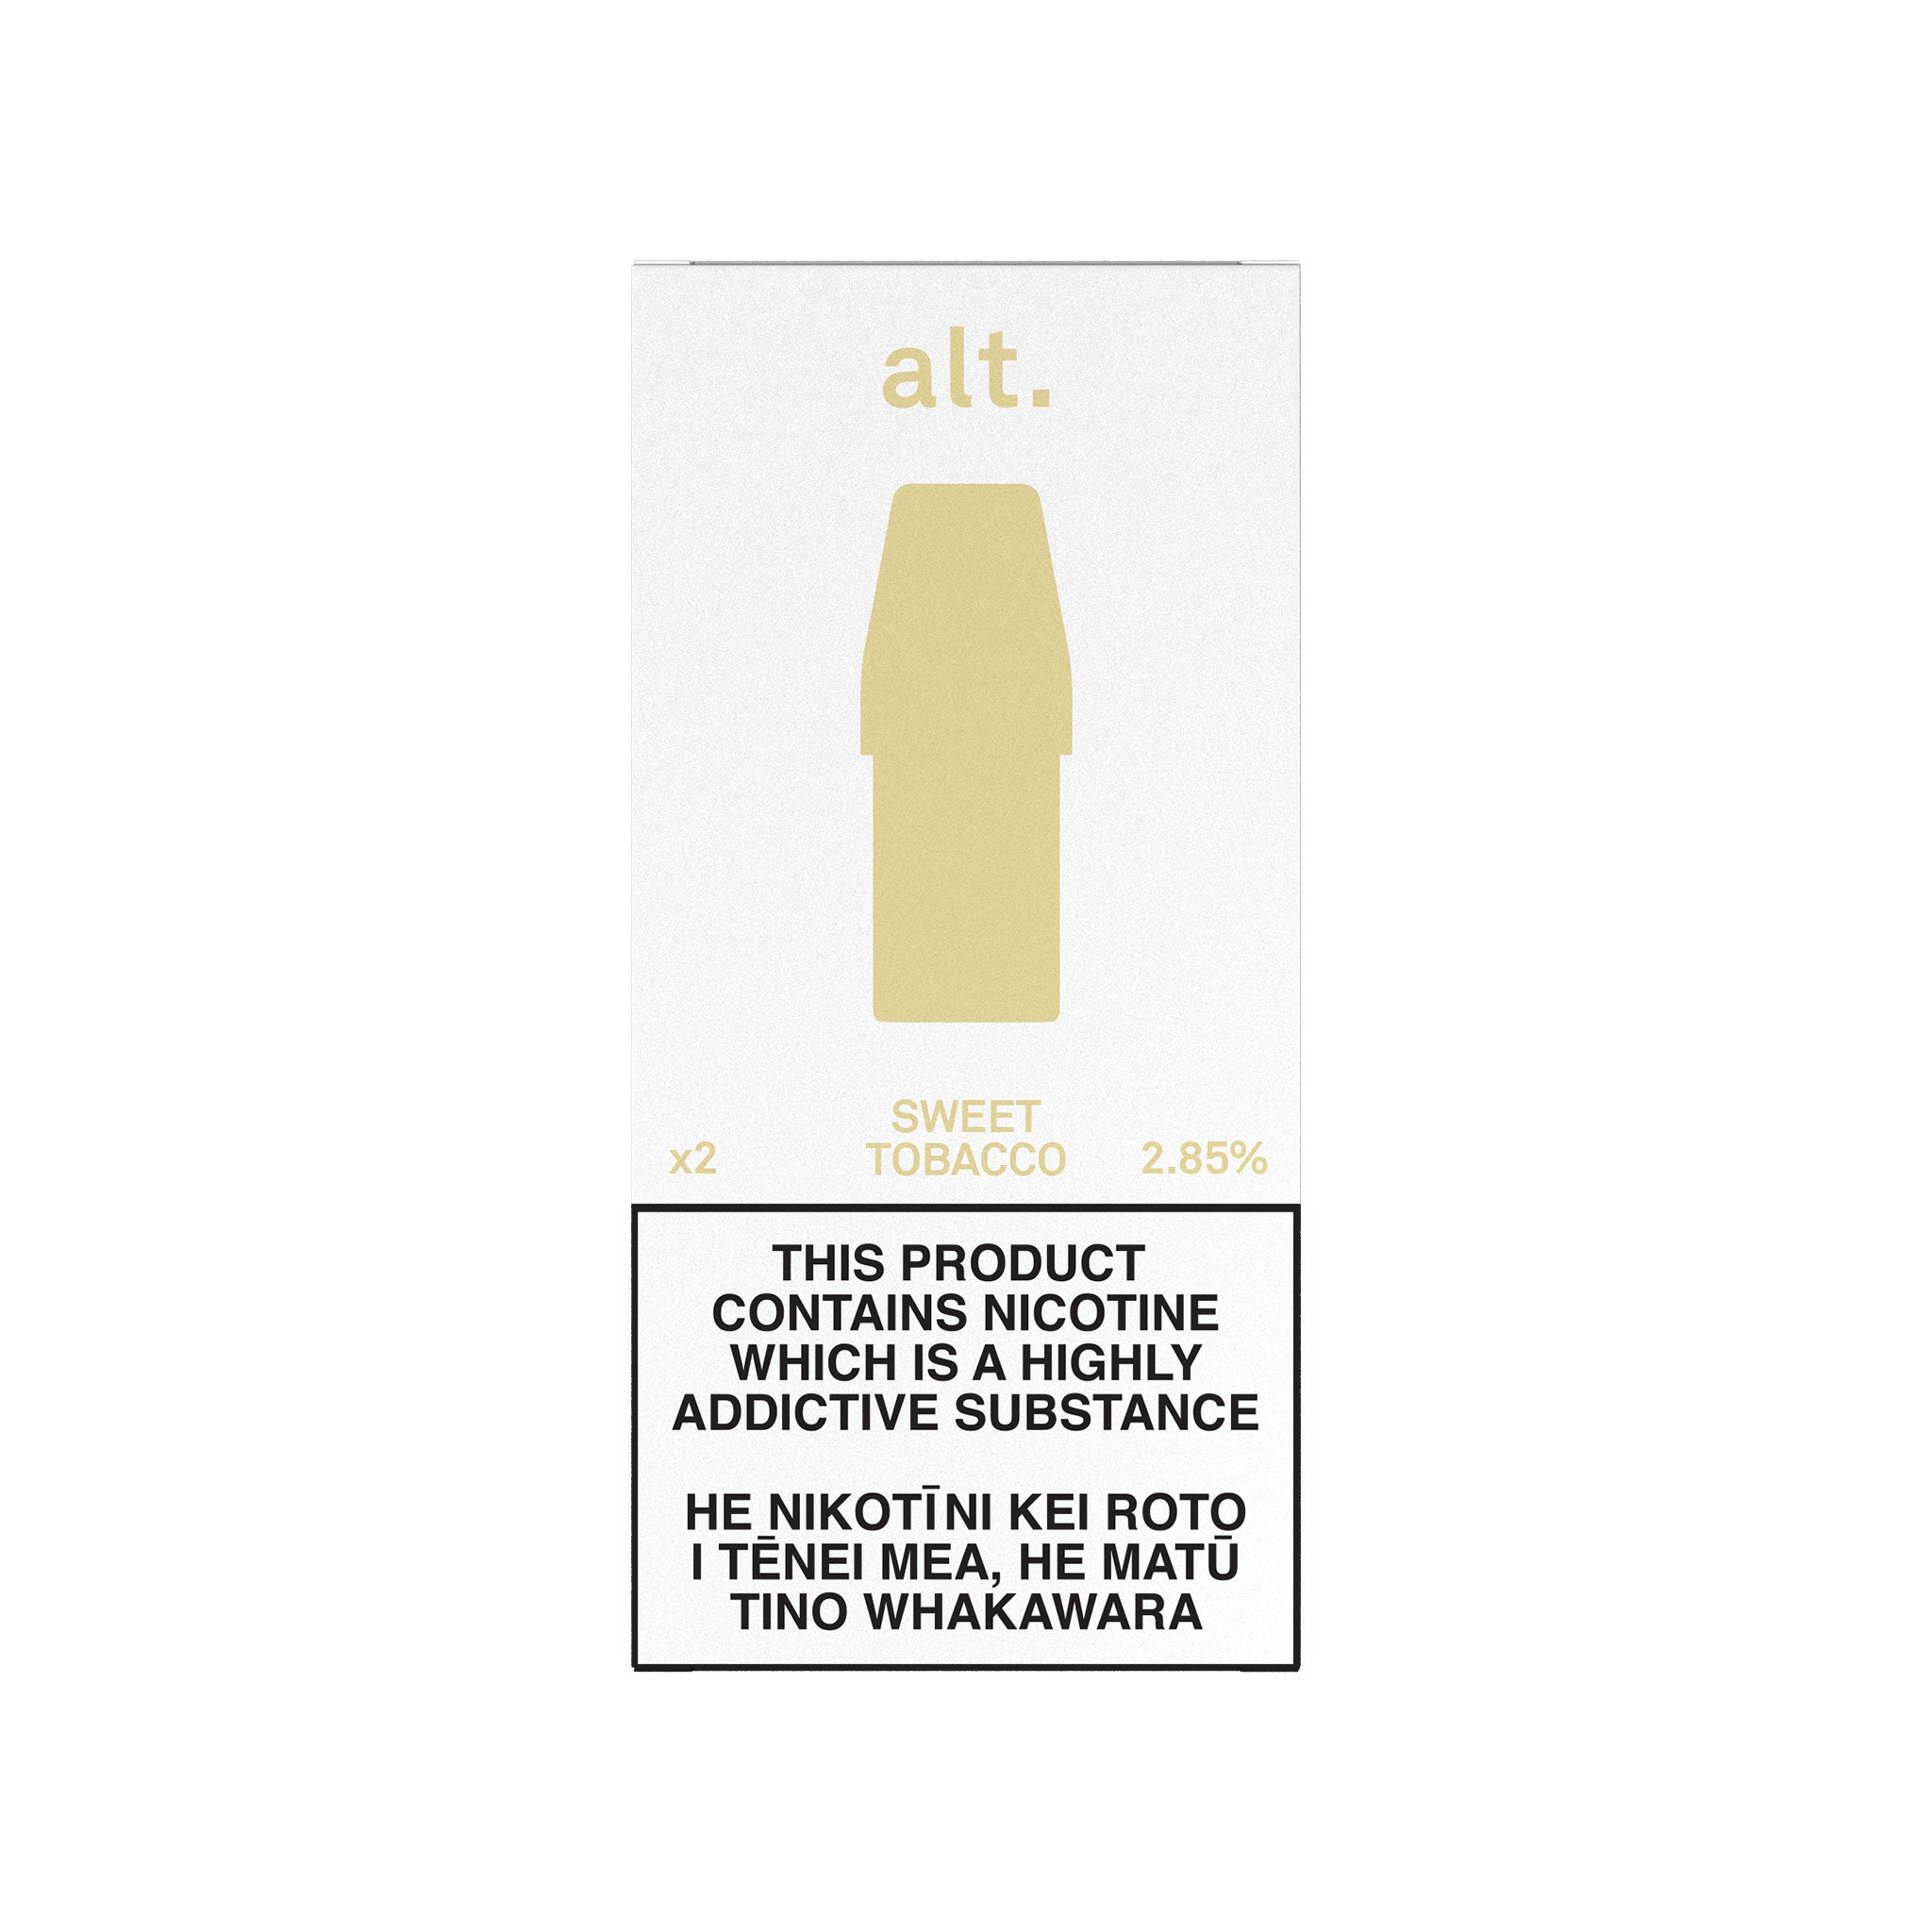 alt.
SWEET
TOBACCO
x2
2.85%
THIS PRODUCT
CONTAINS NICOTINE
WHICH IS A HIGHLY
ADDICTIVE SUBSTANCE
HE NIKOTĪNI KEI ROTO
I TĒNEI MEA, HE MATŪ
TINO WHAKAWARA